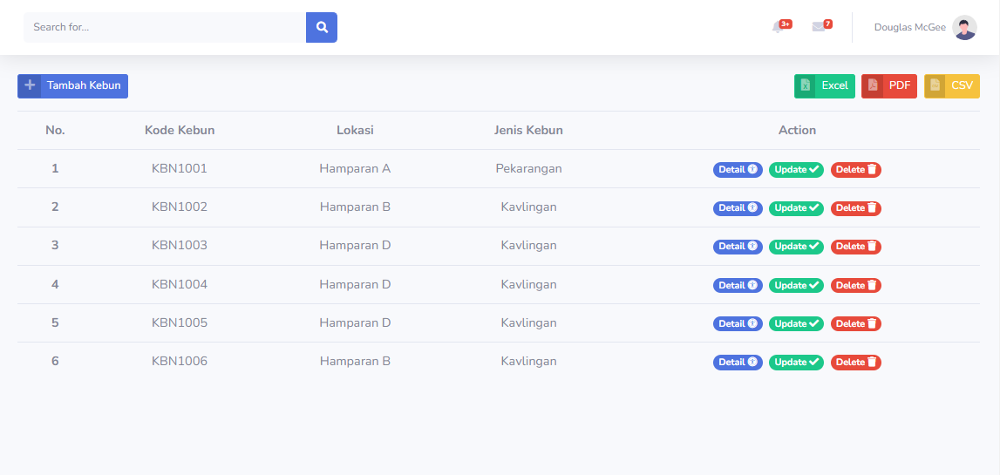 Search for... 3+ 7 Douglas McGee
Tambah Kebun Excel PDF CSV
No. Kode Kebun Lokasi Jenis Kebun Action
1 KBN1001 Hamparan A Pekarangan Detail Update Delete
2 KBN1002 Hamparan B Kavlingan Detail Update Delete
3 KBN1003 Hamparan D Kavlingan Detail Update Delete
4 KBN1004 Hamparan D Kavlingan Detail Update Delete
5 KBN1005 Hamparan D Kavlingan Detail Update Delete
6 KBN1006 Hamparan B Kavlingan Detail Update Delete